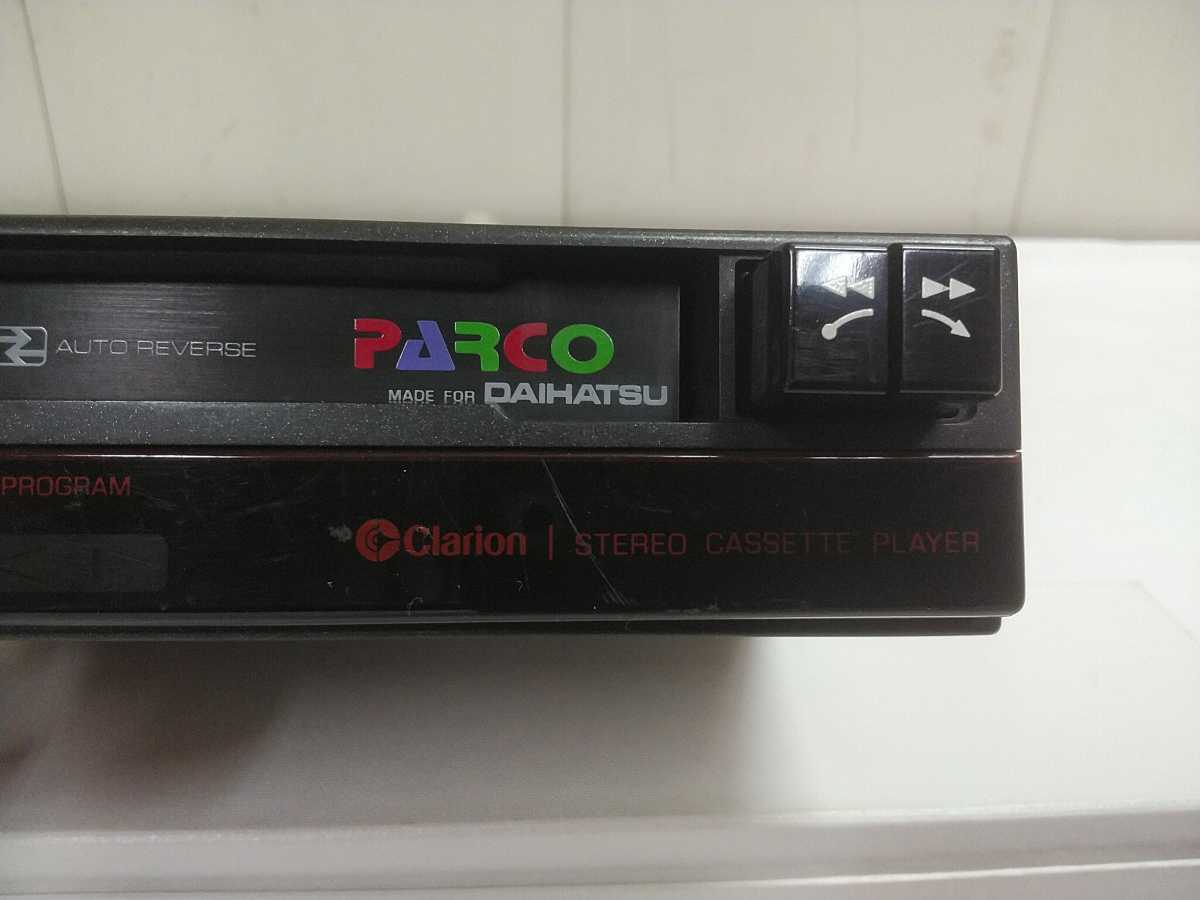 AUTO REVERSE
PARCO
MADE FOR DAIHATSU
PROGRAM
Clarion | STEREO CASSETTE PLAYER